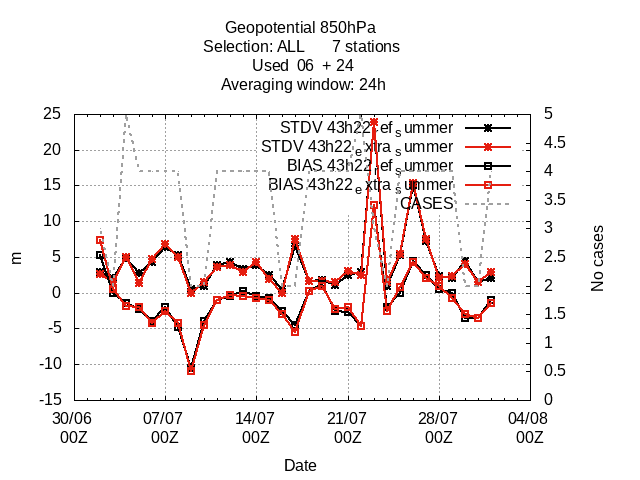 Geopotential 850hPa
Selection: ALL 7 stations
Used 06 + 24
Averaging window: 24h
25
20
15
10
5
0
-5
-10
-15
m
STDV 43h22ref_summer
STDV 43h22_extra_summer
BIAS 43h22ref_summer
BIAS 43h22_extra_summer
CASES
5
4.5
4
3.5
3
2.5
2
1.5
1
0.5
0
No cases
30/06 07/07 14/07 21/07 28/07 04/08
00Z 00Z 00Z 00Z 00Z 00Z
Date